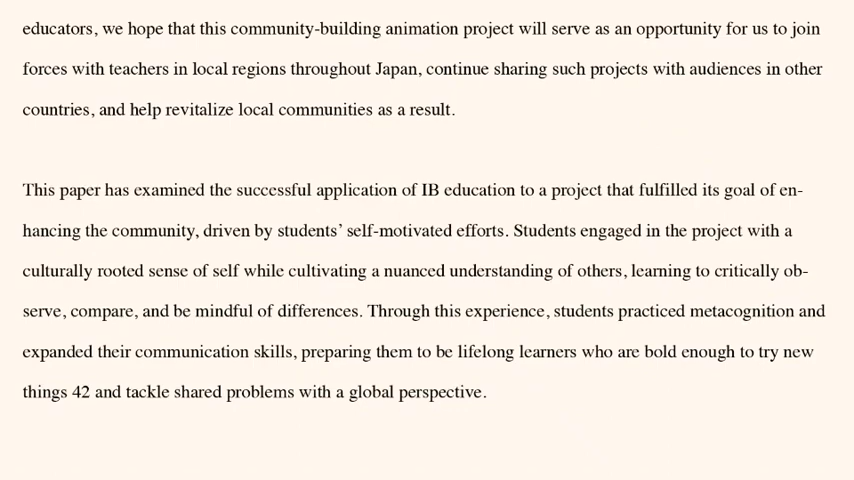 educators, we hope that this community-building animation project will serve as an opportunity for us to join
forces with teachers in local regions throughout Japan, continue sharing such projects with audiences in other
countries, and help revitalize local communities as a result.
This paper has examined the successful application of IB education to a project that fulfilled its goal of en-
hancing the community, driven by students’ self-motivated efforts. Students engaged in the project with a
culturally rooted sense of self while cultivating a nuanced understanding of others, learning to critically ob-
serve, compare, and be mindful of differences. Through this experience, students practiced metacognition and
expanded their communication skills, preparing them to be lifelong learners who are bold enough to try new
things 42 and tackle shared problems with a global perspective.